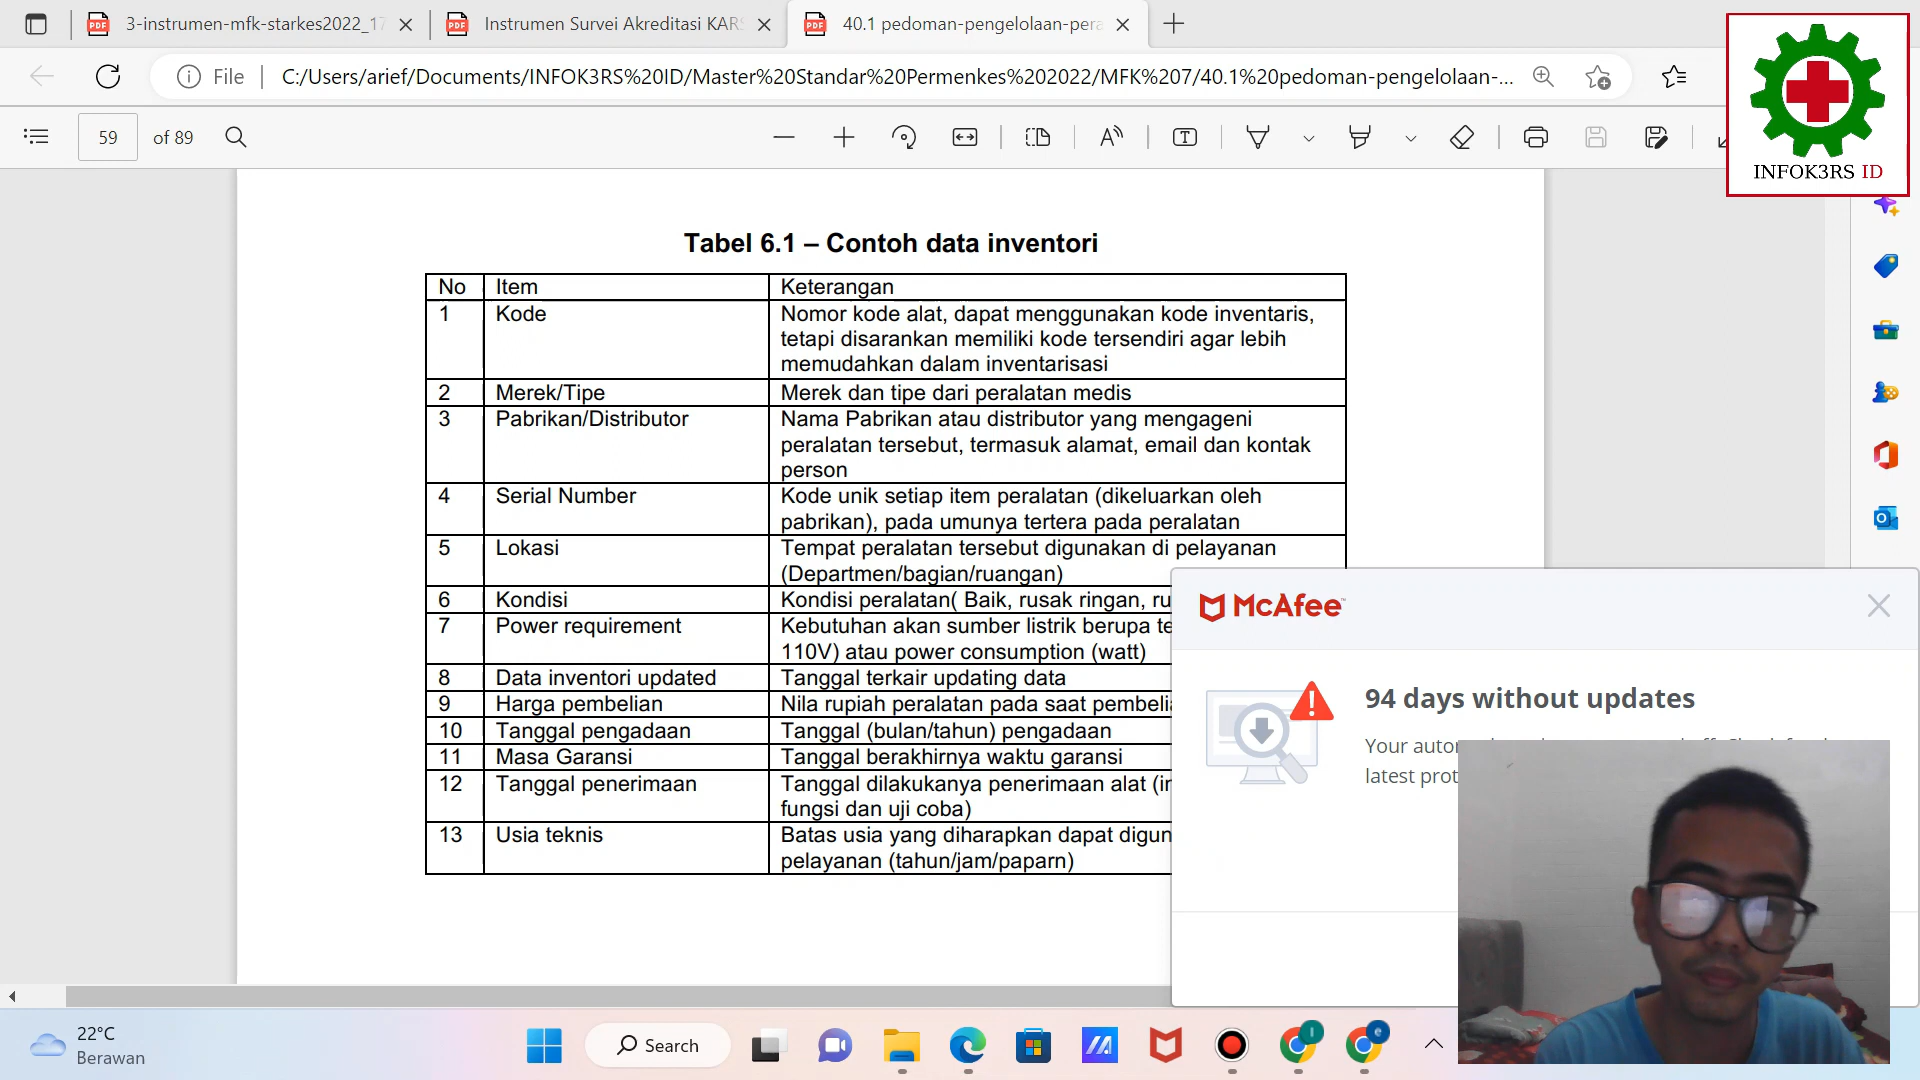 3-instrumen-mfk-starkes2022_17
Instrumen Survei Akreditasi KARS
40.1 pedoman-pengelolaan-pera
File
C:/Users/arief/Documents/INFOK3RS%20ID/Master%20Standar%20Permenkes%202022/MFK%207/40.1%20pedoman-pengelolaan-...
59 of 89
INFOK3RS ID
Tabel 6.1 – Contoh data inventori
No Item Keterangan
1 Kode Nomor kode alat, dapat menggunakan kode inventaris,
tetapi disarankan memiliki kode tersendiri agar lebih
memudahkan dalam inventarisasi
2 Merek/Tipe Merek dan tipe dari peralatan medis
3 Pabrikan/Distributor Nama Pabrikan atau distributor yang mengageni
peralatan tersebut, termasuk alamat, email dan kontak
person
4 Serial Number Kode unik setiap item peralatan (dikeluarkan oleh
pabrikan), pada umunya tertera pada peralatan
5 Lokasi Tempat peralatan tersebut digunakan di pelayanan
(Departmen/bagian/ruangan)
6 Kondisi Kondisi peralatan( Baik, rusak ringan, ru
7 Power requirement Kebutuhan akan sumber listrik berupa te
110V) atau power consumption (watt)
8 Data inventori updated Tanggal terkair updating data
9 Harga pembelian Nila rupiah peralatan pada saat pembeli
10 Tanggal pengadaan Tanggal (bulan/tahun) pengadaan
11 Masa Garansi Tanggal berakhirnya waktu garansi
12 Tanggal penerimaan Tanggal dilakukanya penerimaan alat (in
fungsi dan uji coba)
13 Usia teknis Batas usia yang diharapkan dapat digun
pelayanan (tahun/jam/paparn)
McAfee
94 days without updates
Your auto
latest prot
22°C
Berawan
Search